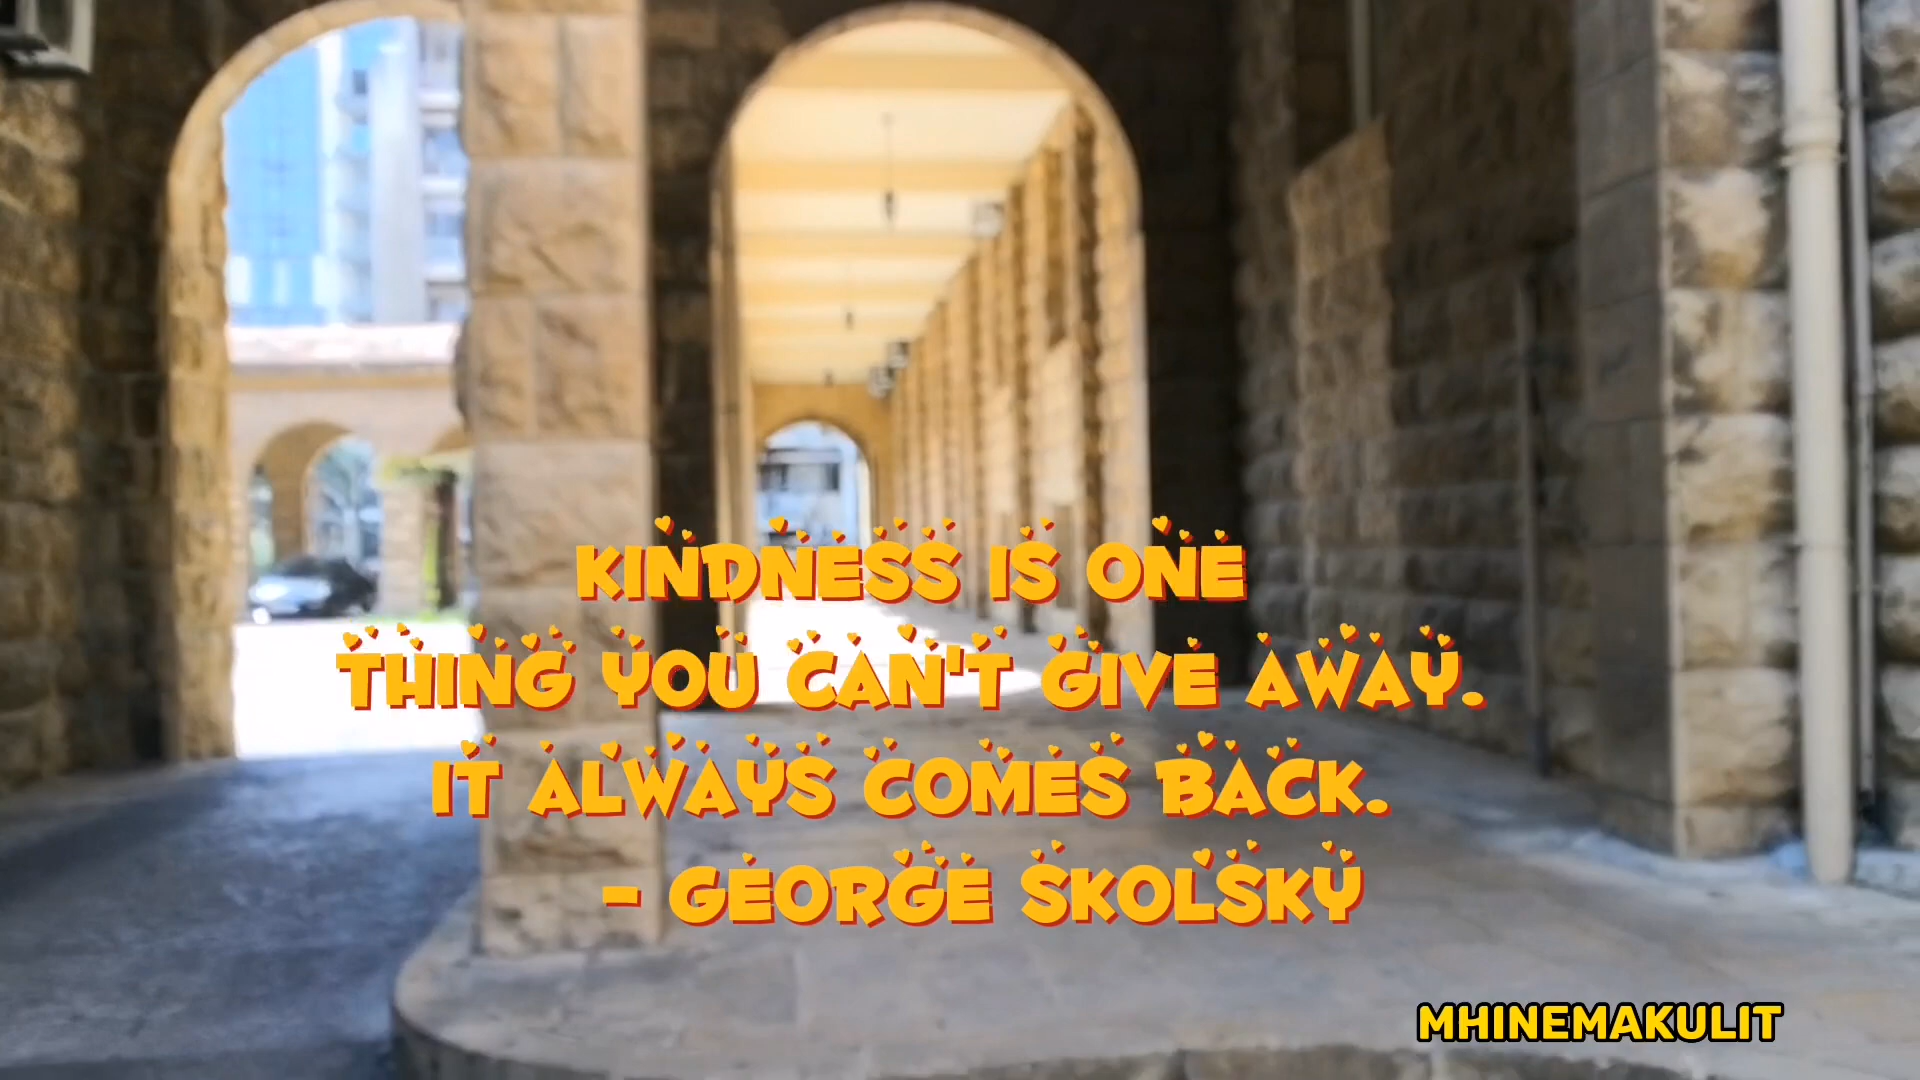 KINDNESS IS ONE
THING YOU CAN'T GIVE AWAY.
IT ALWAYS COMES BACK.
- GEORGE SKOLSKY
MHINEMAKULIT